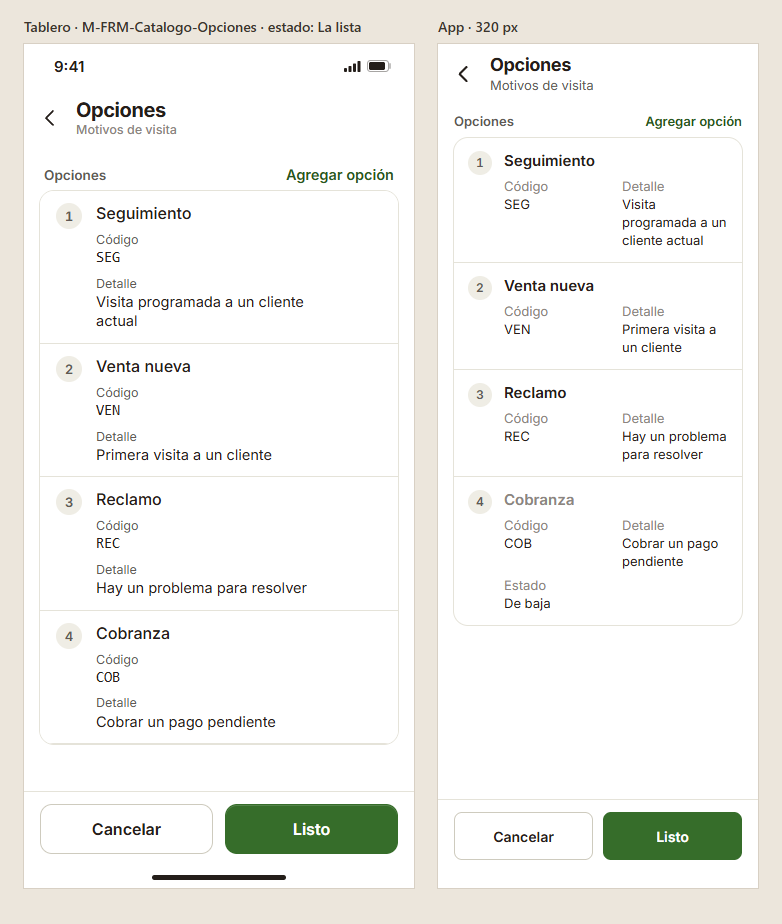 Tablero · M-FRM-Catalogo-Opciones · estado: La lista
9:41
Opciones
Motivos de visita
Opciones
Agregar opción
1
Seguimiento
Código
SEG
Detalle
Visita programada a un cliente
actual
2
Venta nueva
Código
VEN
Detalle
Primera visita a un cliente
3
Reclamo
Código
REC
Detalle
Hay un problema para resolver
4
Cobranza
Código
COB
Detalle
Cobrar un pago pendiente
Cancelar
Listo
App · 320 px
Opciones
Motivos de visita
Opciones
Agregar opción
1
Seguimiento
Código
SEG
Detalle
Visita
programada a un
cliente actual
2
Venta nueva
Código
VEN
Detalle
Primera visita a
un cliente
3
Reclamo
Código
REC
Detalle
Hay un problema
para resolver
4
Cobranza
Código
COB
Detalle
Cobrar un pago
pendiente
Estado
De baja
Cancelar
Listo